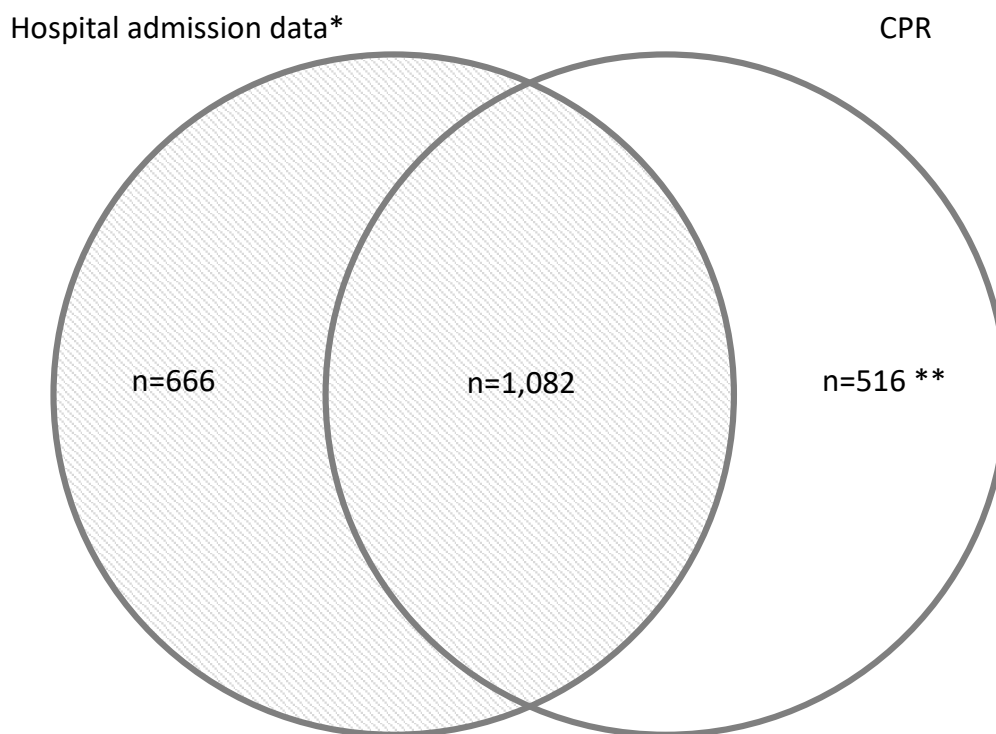 Hospital admission data*
CPR
n=666
n=1,082
n=516 **